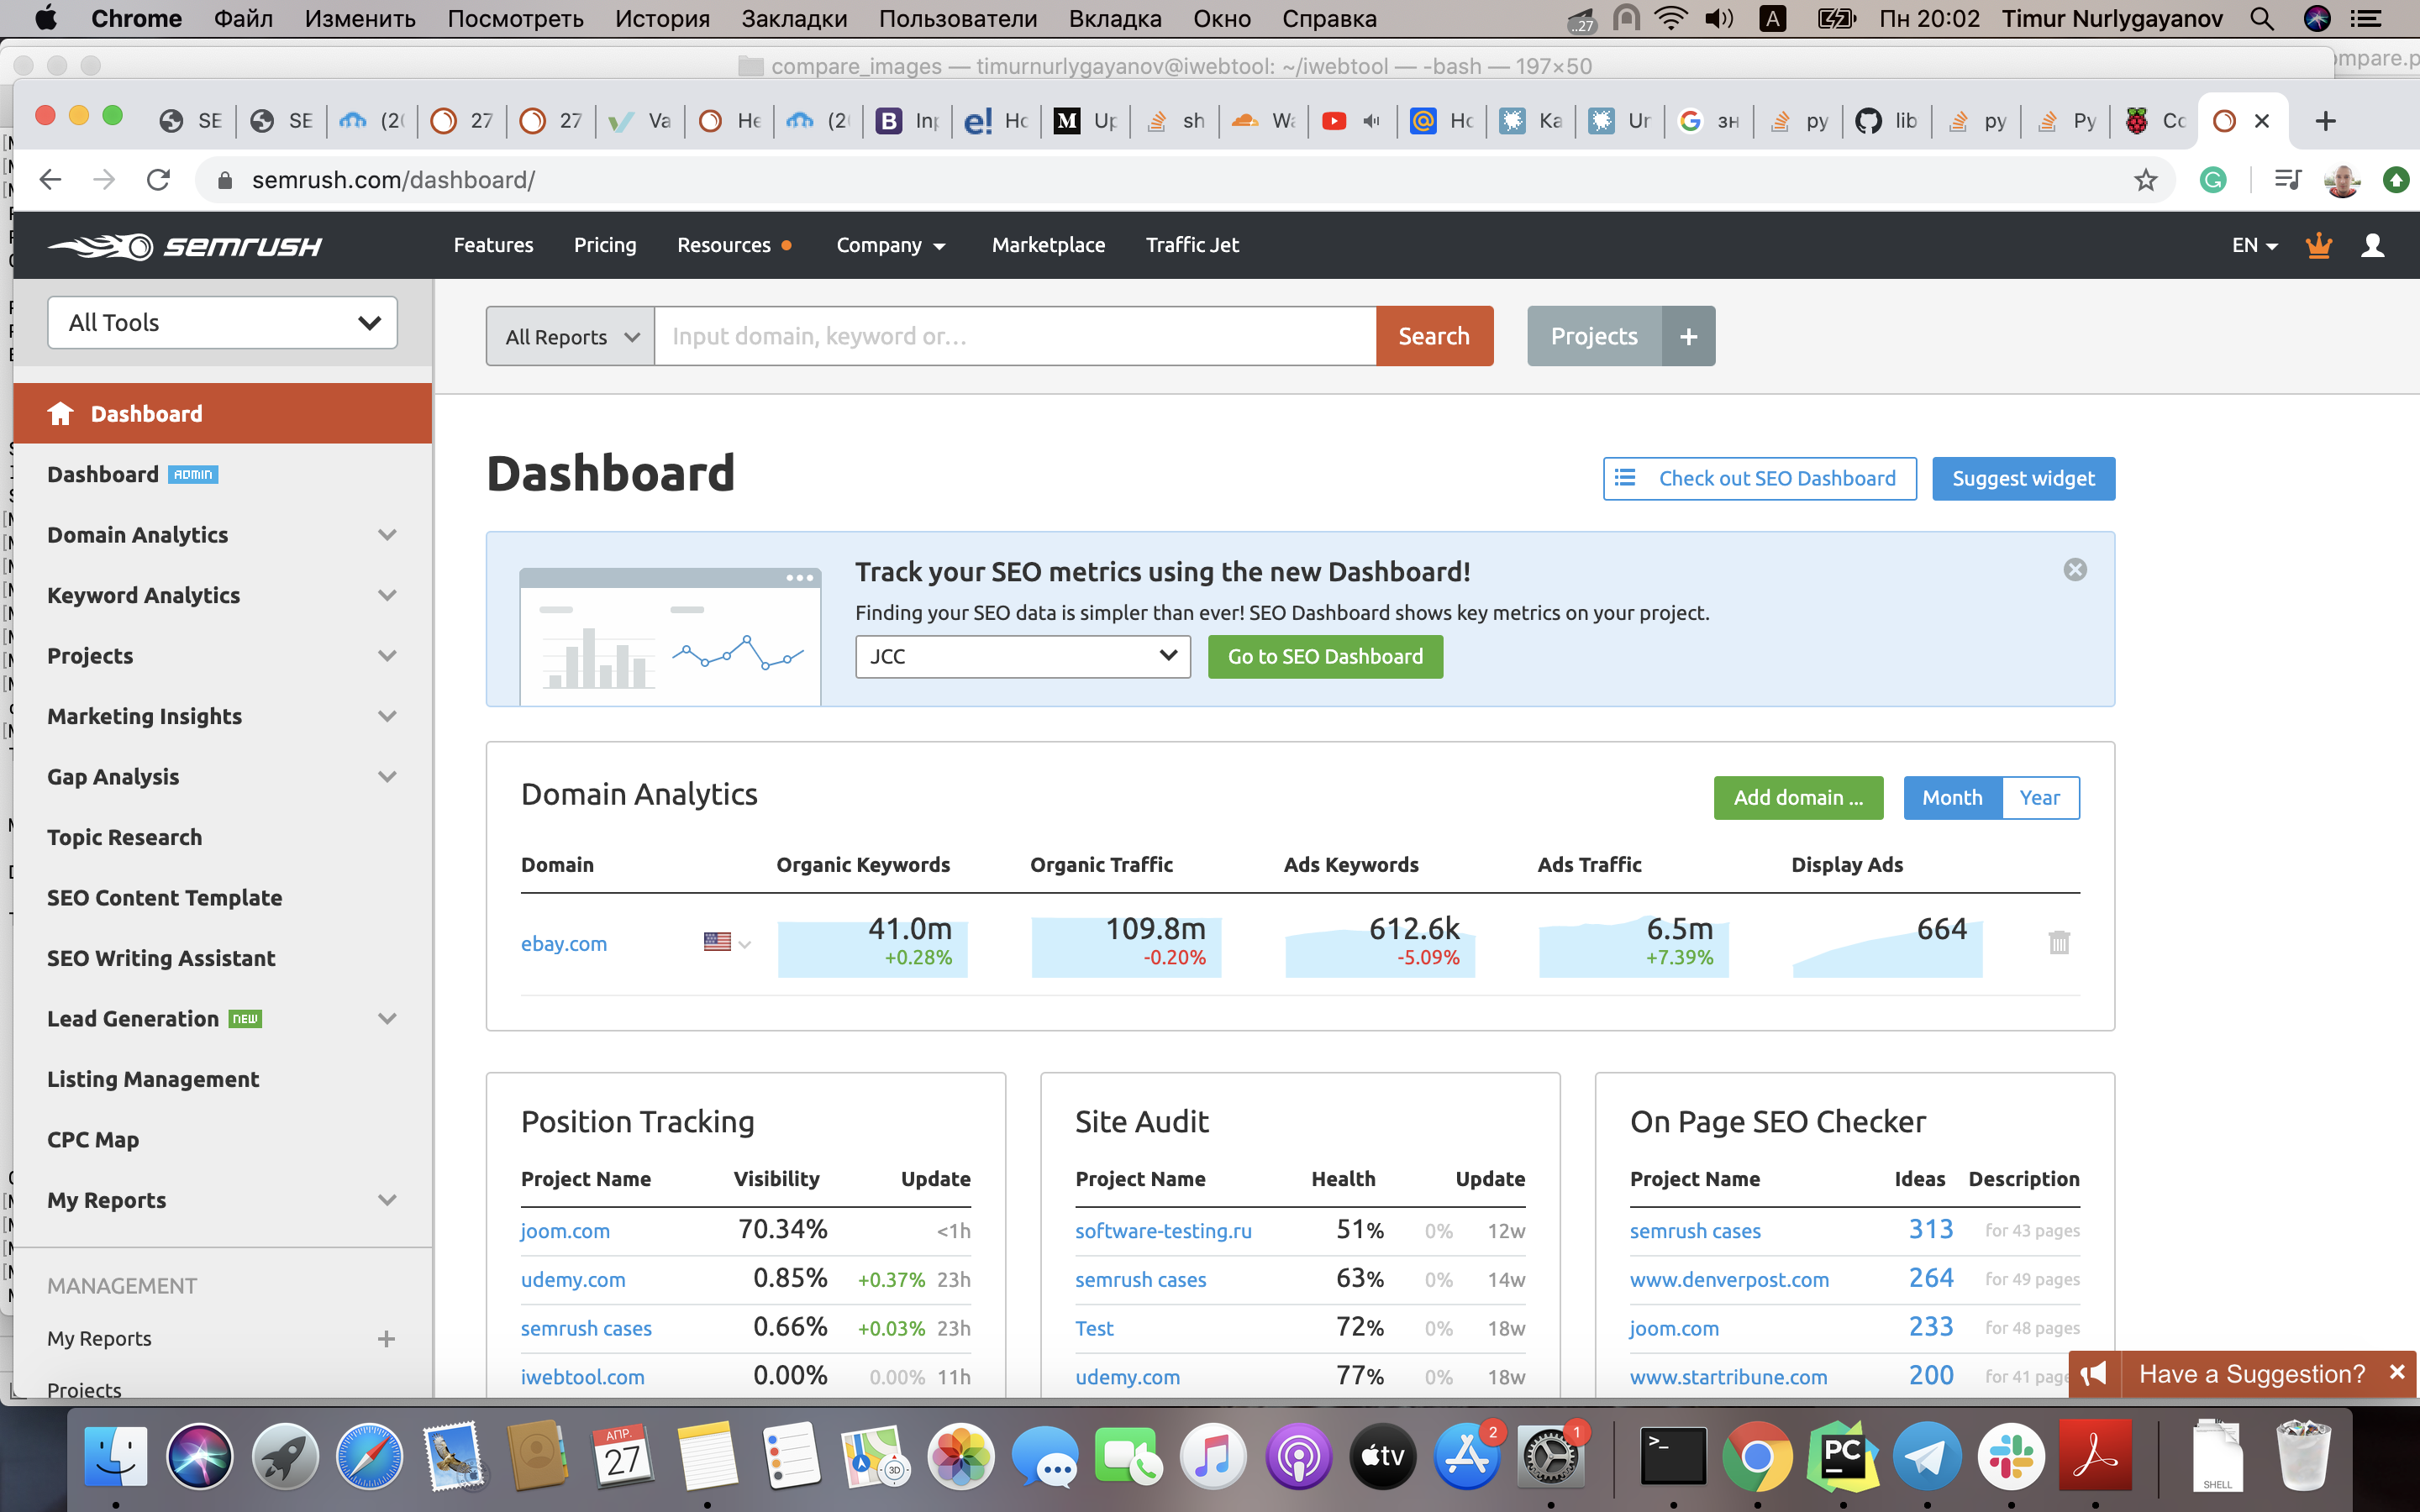 Chrome Файл Изменить Посмотреть История Закладки Пользователи Вкладка Окно Справка ..27 A Пн 20:02 Timur Nurlygayanov
compare_images — timurnurlygayanov@iwebtool: ~/iwebtool — -bash — 197×50
SE SE (20 27 27 Va He (2 Inp Hc Up sh Wa Hc Ka Ur зн py lib py Py Cc
semrush.com/dashboard/
SEMRUSH Features Pricing Resources Company Marketplace Traffic Jet EN
All Tools
All Reports Input domain, keyword or... Search Projects +
Dashboard
Dashboard ADMIN
Domain Analytics
Keyword Analytics
Projects
Marketing Insights
Gap Analysis
Topic Research
SEO Content Template
SEO Writing Assistant
Lead Generation NEW
Listing Management
CPC Map
My Reports
MANAGEMENT
My Reports +
Projects
Dashboard
Check out SEO Dashboard Suggest widget
Track your SEO metrics using the new Dashboard!
Finding your SEO data is simpler than ever! SEO Dashboard shows key metrics on your project.
JCC Go to SEO Dashboard
Domain Analytics Add domain ... Month Year
Domain Organic Keywords Organic Traffic Ads Keywords Ads Traffic Display Ads
ebay.com 41.0m 109.8m 612.6k 6.5m 664
+0.28% -0.20% -5.09% +7.39%
Position Tracking
Project Name Visibility Update
joom.com 70.34% <1h
udemy.com 0.85% +0.37% 23h
semrush cases 0.66% +0.03% 23h
iwebtool.com 0.00% 0.00% 11h
Site Audit
Project Name Health Update
software-testing.ru 51% 0% 12w
semrush cases 63% 0% 14w
Test 72% 0% 18w
udemy.com 77% 0% 18w
On Page SEO Checker
Project Name Ideas Description
semrush cases 313 for 43 pages
www.denverpost.com 264 for 49 pages
joom.com 233 for 48 pages
www.startribune.com 200 for 41 page
Have a Suggestion?
АПР.
27
3D
tv
2
1
>_
PC
SHELL